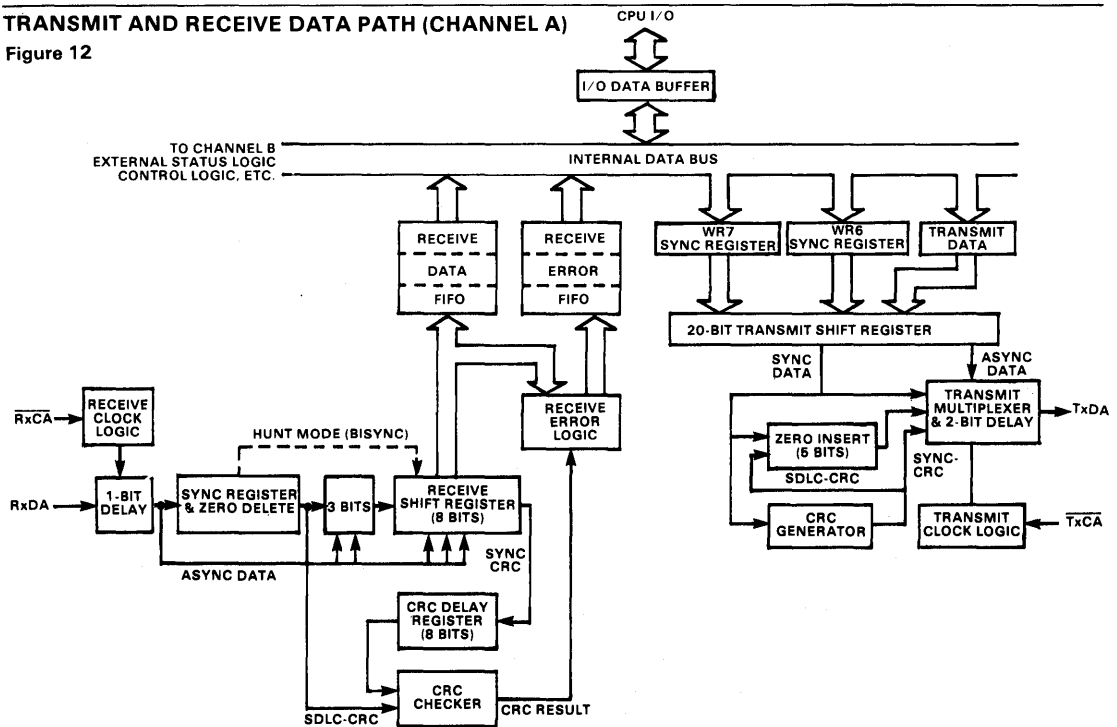 TRANSMIT AND RECEIVE DATA PATH (CHANNEL A)
Figure 12
CPU I/O
I/O DATA BUFFER
TO CHANNEL B
EXTERNAL STATUS LOGIC
CONTROL LOGIC, ETC.
INTERNAL DATA BUS
RECEIVE
DATA
FIFO
RECEIVE
ERROR
FIFO
WR7
SYNC REGISTER
WR6
SYNC REGISTER
TRANSMIT
DATA
20-BIT TRANSMIT SHIFT REGISTER
SYNC
DATA
ASYNC
DATA
RxCA
RECEIVE
CLOCK
LOGIC
HUNT MODE (BISYNC)
RECEIVE
ERROR
LOGIC
TRANSMIT
MULTIPLEXER
& 2-BIT DELAY
TxDA
ZERO INSERT
(5 BITS)
SYNC-
CRC
SDLC-CRC
RxDA
1-BIT
DELAY
SYNC REGISTER
& ZERO DELETE
3 BITS
RECEIVE
SHIFT REGISTER
(8 BITS)
CRC
GENERATOR
TRANSMIT
CLOCK LOGIC
TxCA
ASYNC DATA
SYNC
CRC
CRC DELAY
REGISTER
(8 BITS)
CRC
CHECKER
SDLC-CRC
CRC RESULT